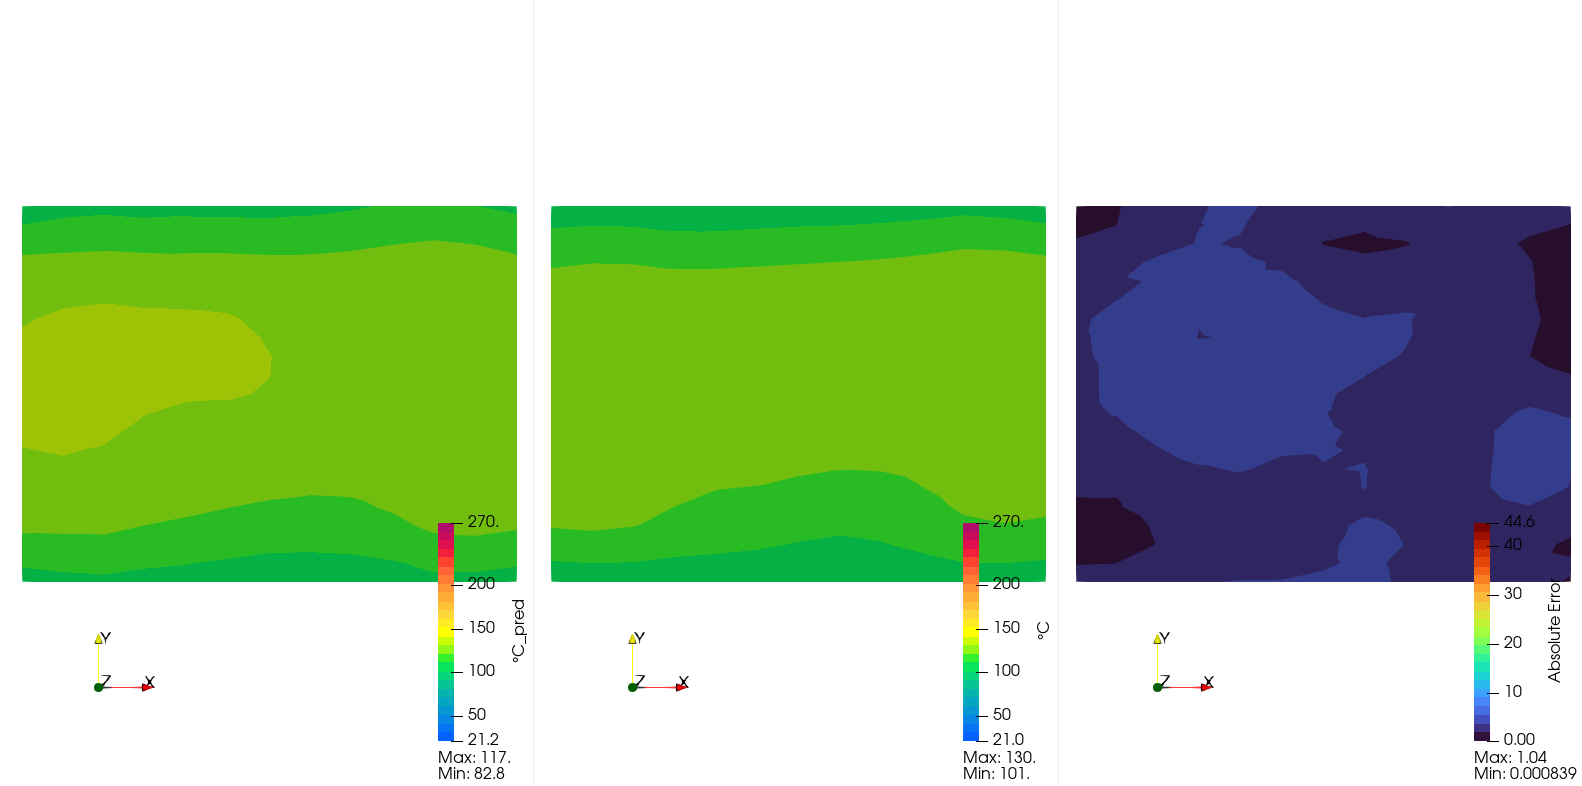 270.
200
150
100
50
21.2
°C_pred
Max: 117.
Min: 82.8
Y
Z
X
270.
200
150
100
50
21.0
°C
Max: 130.
Min: 101.
Y
Z
X
44.6
40
30
20
10
0.00
Absolute Error
Max: 1.04
Min: 0.000839
Y
Z
X